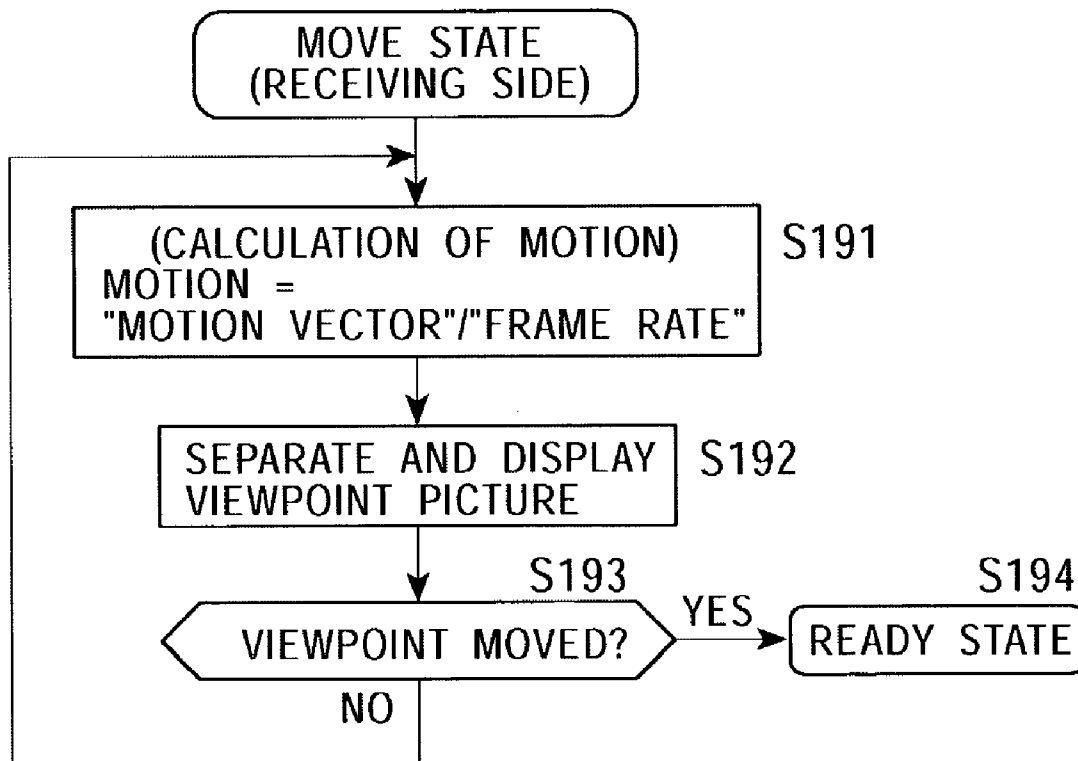 MOVE STATE
(RECEIVING SIDE)
(CALCULATION OF MOTION)
MOTION =
"MOTION VECTOR"/"FRAME RATE"
S191
SEPARATE AND DISPLAY
VIEWPOINT PICTURE
S192
S193
VIEWPOINT MOVED?
YES
NO
S194
READY STATE